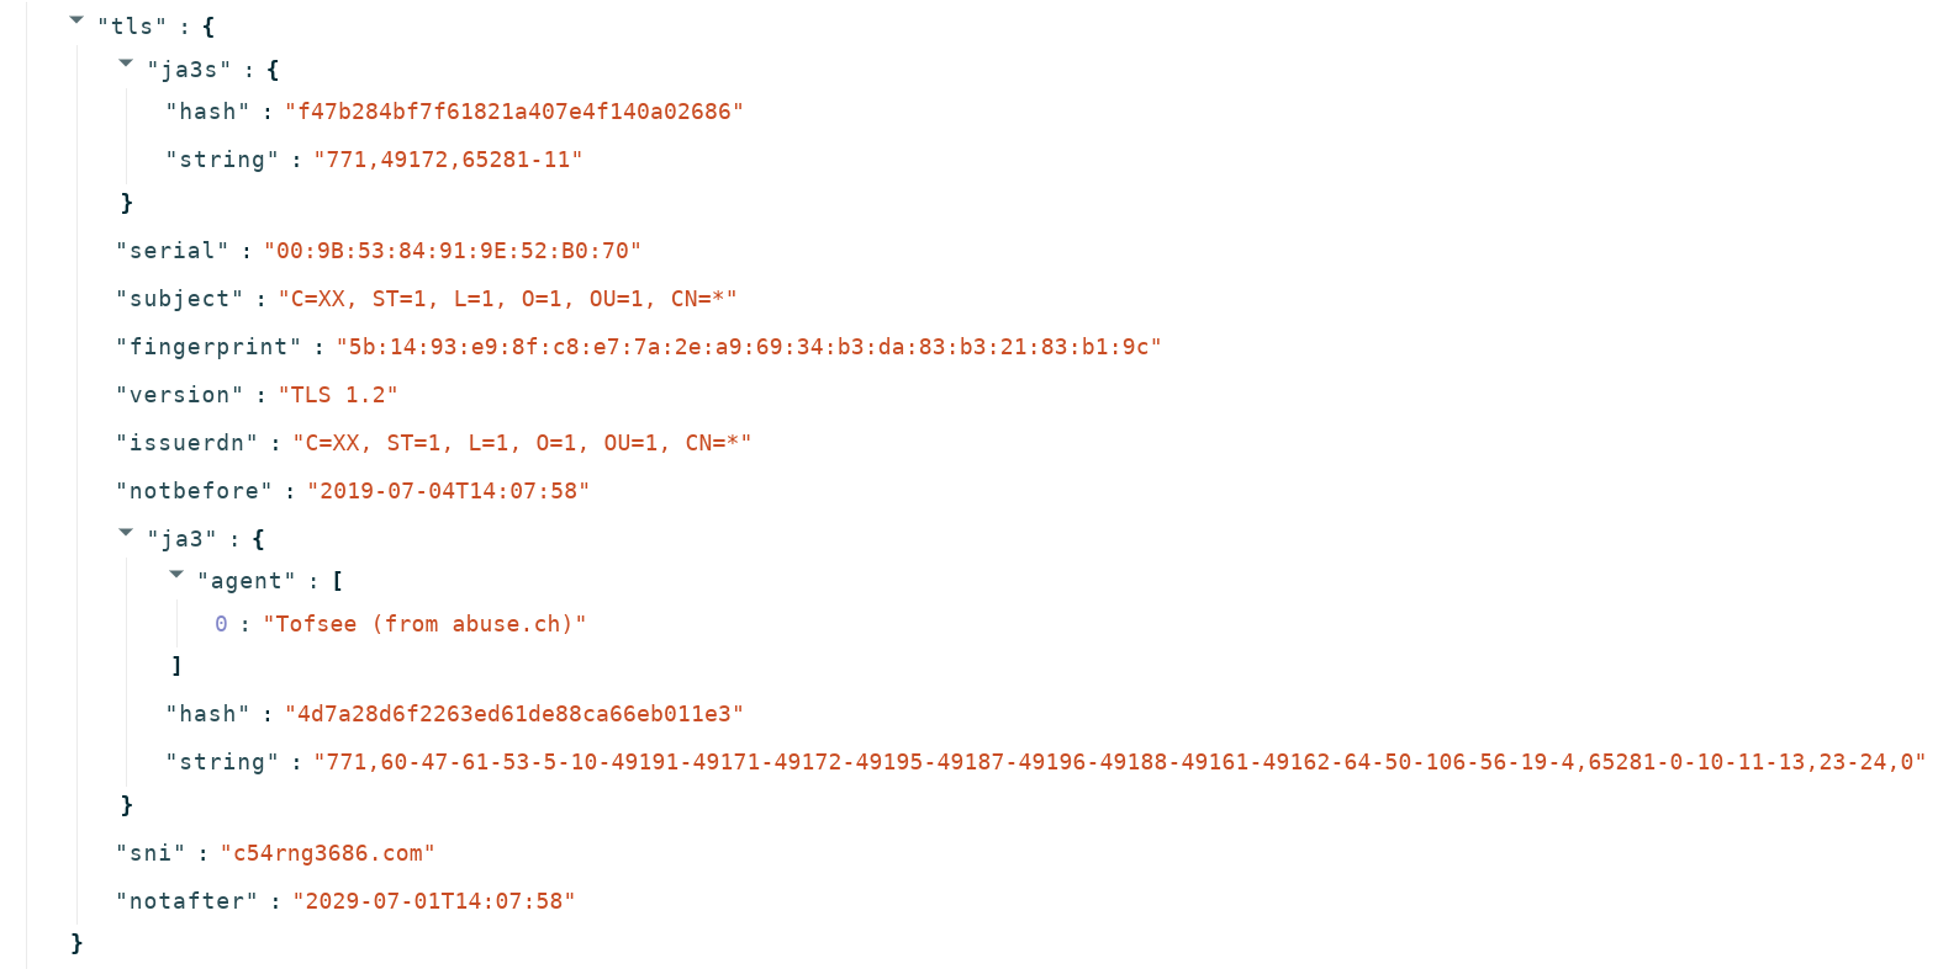 "tls" : {
"ja3s" : {
"hash" : "f47b284bf7f61821a407e4f140a02686"
"string" : "771,49172,65281-11"
}
"serial" : "00:9B:53:84:91:9E:52:B0:70"
"subject" : "C=XX, ST=1, L=1, O=1, OU=1, CN=*"
"fingerprint" : "5b:14:93:e9:8f:c8:e7:7a:2e:a9:69:34:b3:da:83:b3:21:83:b1:9c"
"version" : "TLS 1.2"
"issuerdn" : "C=XX, ST=1, L=1, O=1, OU=1, CN=*"
"notbefore" : "2019-07-04T14:07:58"
"ja3" : {
"agent" : [
0 : "Tofsee (from abuse.ch)"
]
"hash" : "4d7a28d6f2263ed61de88ca66eb011e3"
"string" : "771,60-47-61-53-5-10-49191-49171-49172-49195-49187-49196-49188-49161-49162-64-50-106-56-19-4,65281-0-10-11-13,23-24,0"
}
"sni" : "c54rng3686.com"
"notafter" : "2029-07-01T14:07:58"
}